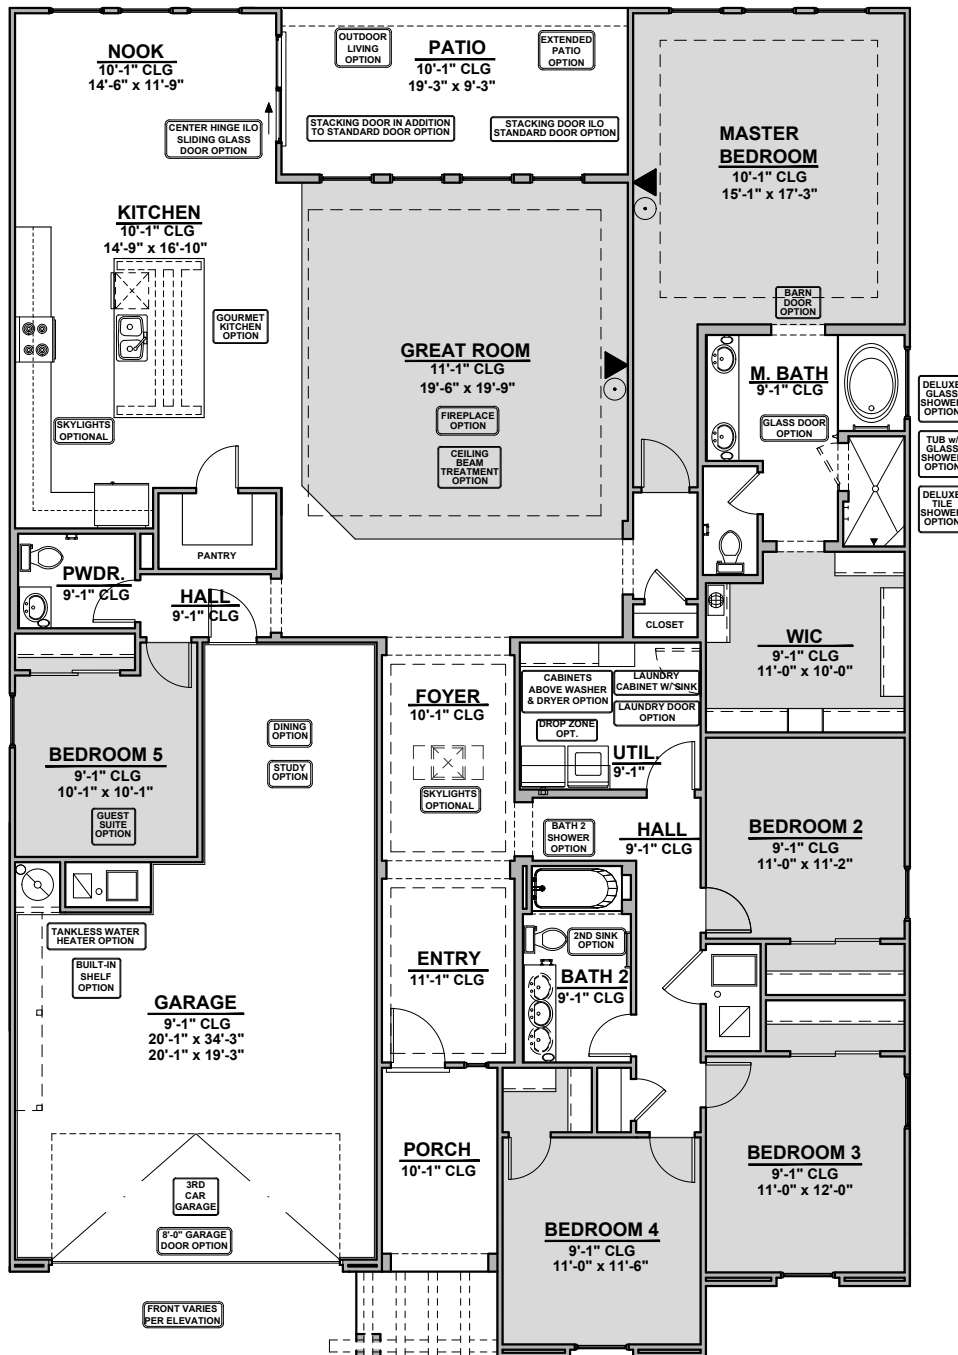 NOOK
10'-1" CLG
14'-6" x 11'-9"
OUTDOOR
LIVING
OPTION
PATIO
10'-1" CLG
19'-3" x 9'-3"
EXTENDED
PATIO
OPTION
CENTER HINGE ILO
SLIDING GLASS
DOOR OPTION
STACKING DOOR IN ADDITION
TO STANDARD DOOR OPTION
STACKING DOOR ILO
STANDARD DOOR OPTION
MASTER
BEDROOM
10'-1" CLG
15'-1" x 17'-3"
KITCHEN
10'-1" CLG
14'-9" x 16'-10"
GOURMET
KITCHEN
OPTION
BARN
DOOR
OPTION
GREAT ROOM
11'-1" CLG
19'-6" x 19'-9"
FIREPLACE
OPTION
CEILING
BEAM
TREATMENT
OPTION
M. BATH
9'-1" CLG
GLASS DOOR
OPTION
DELUXE
GLASS
SHOWER
OPTION
TUB w/
GLASS
SHOWER
OPTION
DELUXE
TILE
SHOWER
OPTION
SKYLIGHTS
OPTIONAL
PANTRY
PWDR.
9'-1" CLG
HALL
9'-1" CLG
CLOSET
WIC
9'-1" CLG
11'-0" x 10'-0"
FOYER
10'-1" CLG
SKYLIGHTS
OPTIONAL
CABINETS
ABOVE WASHER
& DRYER OPTION
LAUNDRY
CABINET W/ SINK
LAUNDRY DOOR
OPTION
DROP ZONE
OPT.
UTIL.
9'-1"
DINING
OPTION
STUDY
OPTION
BEDROOM 5
9'-1" CLG
10'-1" x 10'-1"
GUEST
SUITE
OPTION
BATH 2
SHOWER
OPTION
HALL
9'-1" CLG
BEDROOM 2
9'-1" CLG
11'-0" x 11'-2"
TANKLESS WATER
HEATER OPTION
BUILT-IN
SHELF
OPTION
ENTRY
11'-1" CLG
2ND SINK
OPTION
BATH 2
9'-1" CLG
GARAGE
9'-1" CLG
20'-1" x 34'-3"
20'-1" x 19'-3"
PORCH
10'-1" CLG
BEDROOM 3
9'-1" CLG
11'-0" x 12'-0"
3RD
CAR
GARAGE
8'-0" GARAGE
DOOR OPTION
BEDROOM 4
9'-1" CLG
11'-0" x 11'-6"
FRONT VARIES
PER ELEVATION